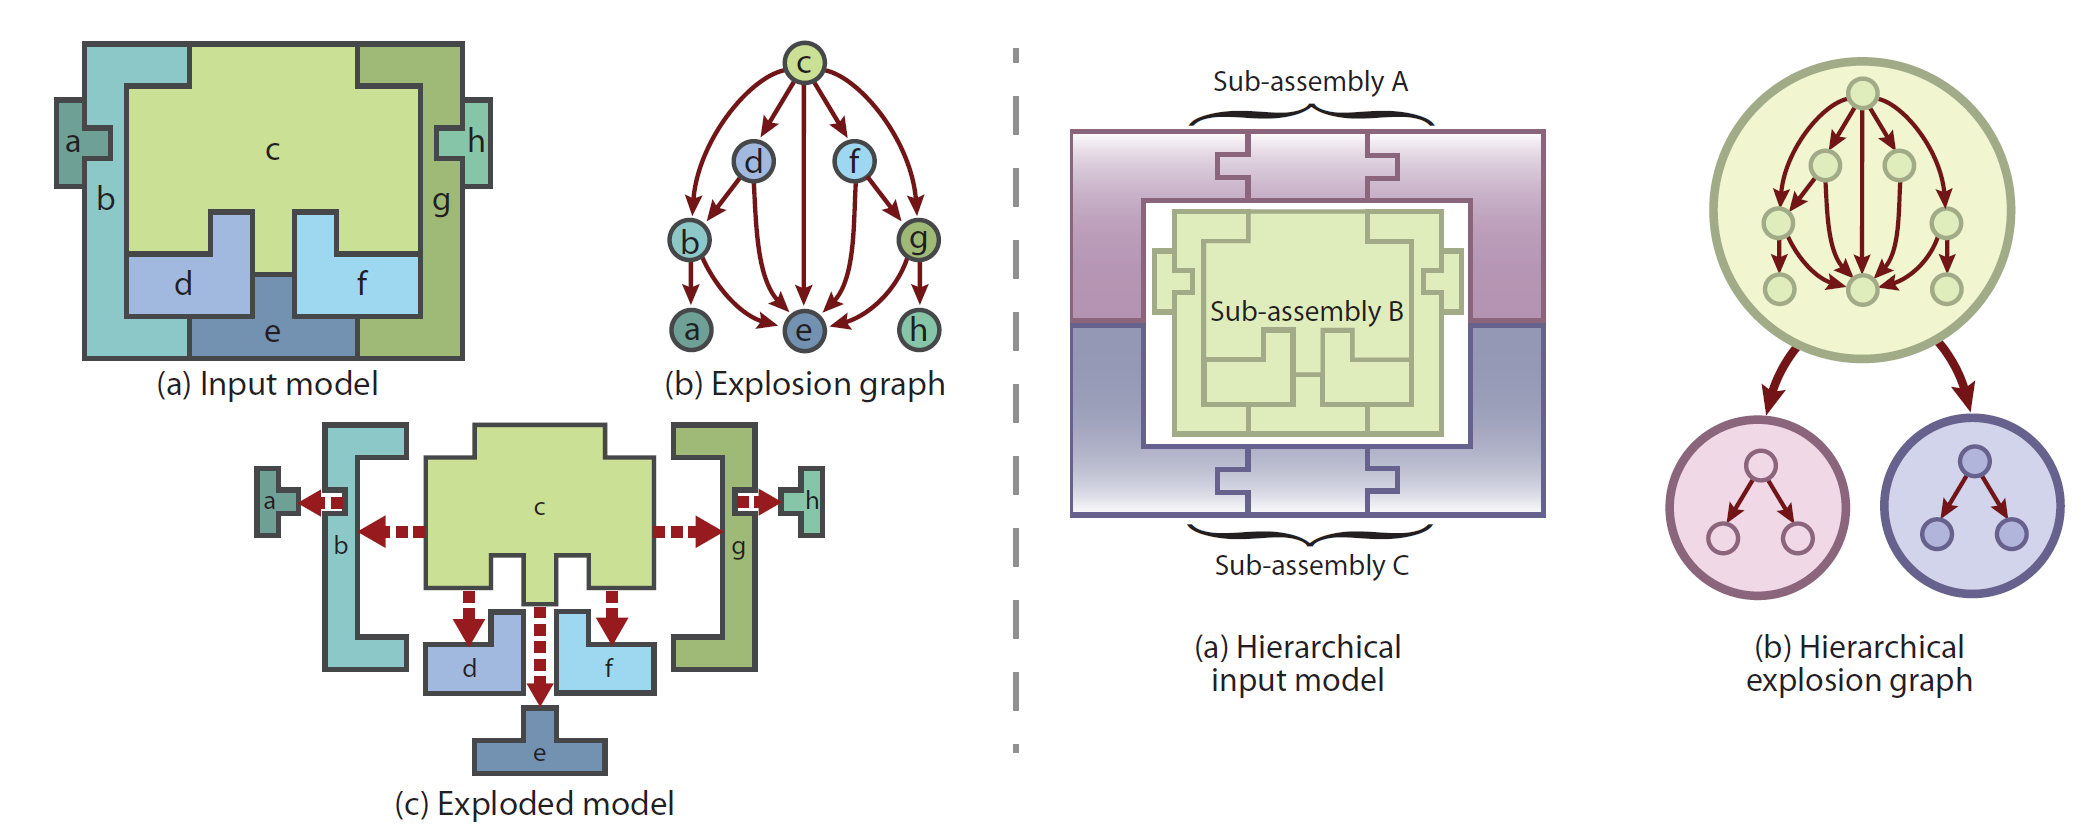 a
b
c
d
e
f
g
h
(a) Input model
c
d
f
b
g
a
e
h
(b) Explosion graph
a
b
c
d
e
f
g
h
(c) Exploded model
Sub-assembly A
Sub-assembly B
Sub-assembly C
(a) Hierarchical
input model
(b) Hierarchical
explosion graph